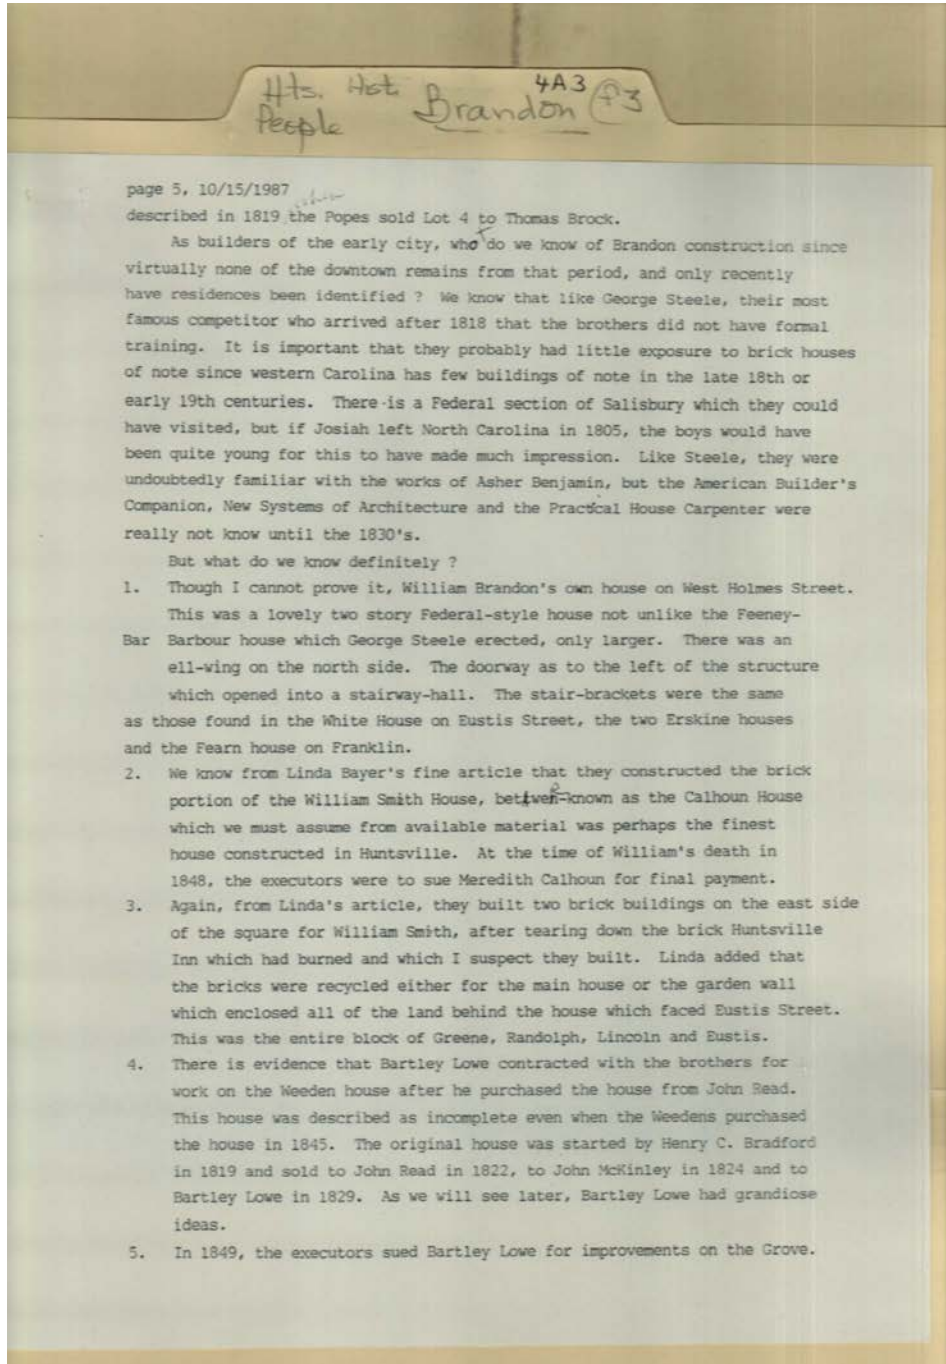 Hts. Hist. 4A3
People Brandon f3
page 5, 10/15/1987
described in 1819 the Popes sold Lot 4 to Thomas Brock.
As builders of the early city, who do we know of Brandon construction since
virtually none of the downtown remains from that period, and only recently
have residences been identified ? We know that like George Steele, their most
famous competitor who arrived after 1818 that the brothers did not have formal
training. It is important that they probably had little exposure to brick houses
of note since western Carolina has few buildings of note in the late 18th or
early 19th centuries. There is a Federal section of Salisbury which they could
have visited, but if Josiah left North Carolina in 1805, the boys would have
been quite young for this to have made much impression. Like Steele, they were
undoubtedly familiar with the works of Asher Benjamin, but the American Builder's
Companion, New Systems of Architecture and the Practical House Carpenter were
really not know until the 1830's.
But what do we know definitely ?
1. Though I cannot prove it, William Brandon's own house on West Holmes Street.
This was a lovely two story Federal-style house not unlike the Feeney-
Bar Barbour house which George Steele erected, only larger. There was an
ell-wing on the north side. The doorway as to the left of the structure
which opened into a stairway-hall. The stair-brackets were the same
as those found in the White House on Eustis Street, the two Erskine houses
and the Fearn house on Franklin.
2. We know from Linda Bayer's fine article that they constructed the brick
portion of the William Smith House, known as the Calhoun House
which we must assume from available material was perhaps the finest
house constructed in Huntsville. At the time of William's death in
1848, the executors were to sue Meredith Calhoun for final payment.
3. Again, from Linda's article, they built two brick buildings on the east side
of the square for William Smith, after tearing down the brick Huntsville
Inn which had burned and which I suspect they built. Linda added that
the bricks were recycled either for the main house or the garden wall
which enclosed all of the land behind the house which faced Eustis Street.
This was the entire block of Greene, Randolph, Lincoln and Eustis.
4. There is evidence that Bartley Lowe contracted with the brothers for
work on the Weeden house after he purchased the house from John Read.
This house was described as incomplete even when the Weedens purchased
the house in 1845. The original house was started by Henry C. Bradford
in 1819 and sold to John Read in 1822, to John McKinley in 1824 and to
Bartley Lowe in 1829. As we will see later, Bartley Lowe had grandiose
ideas.
5. In 1849, the executors sued Bartley Lowe for improvements on the Grove.